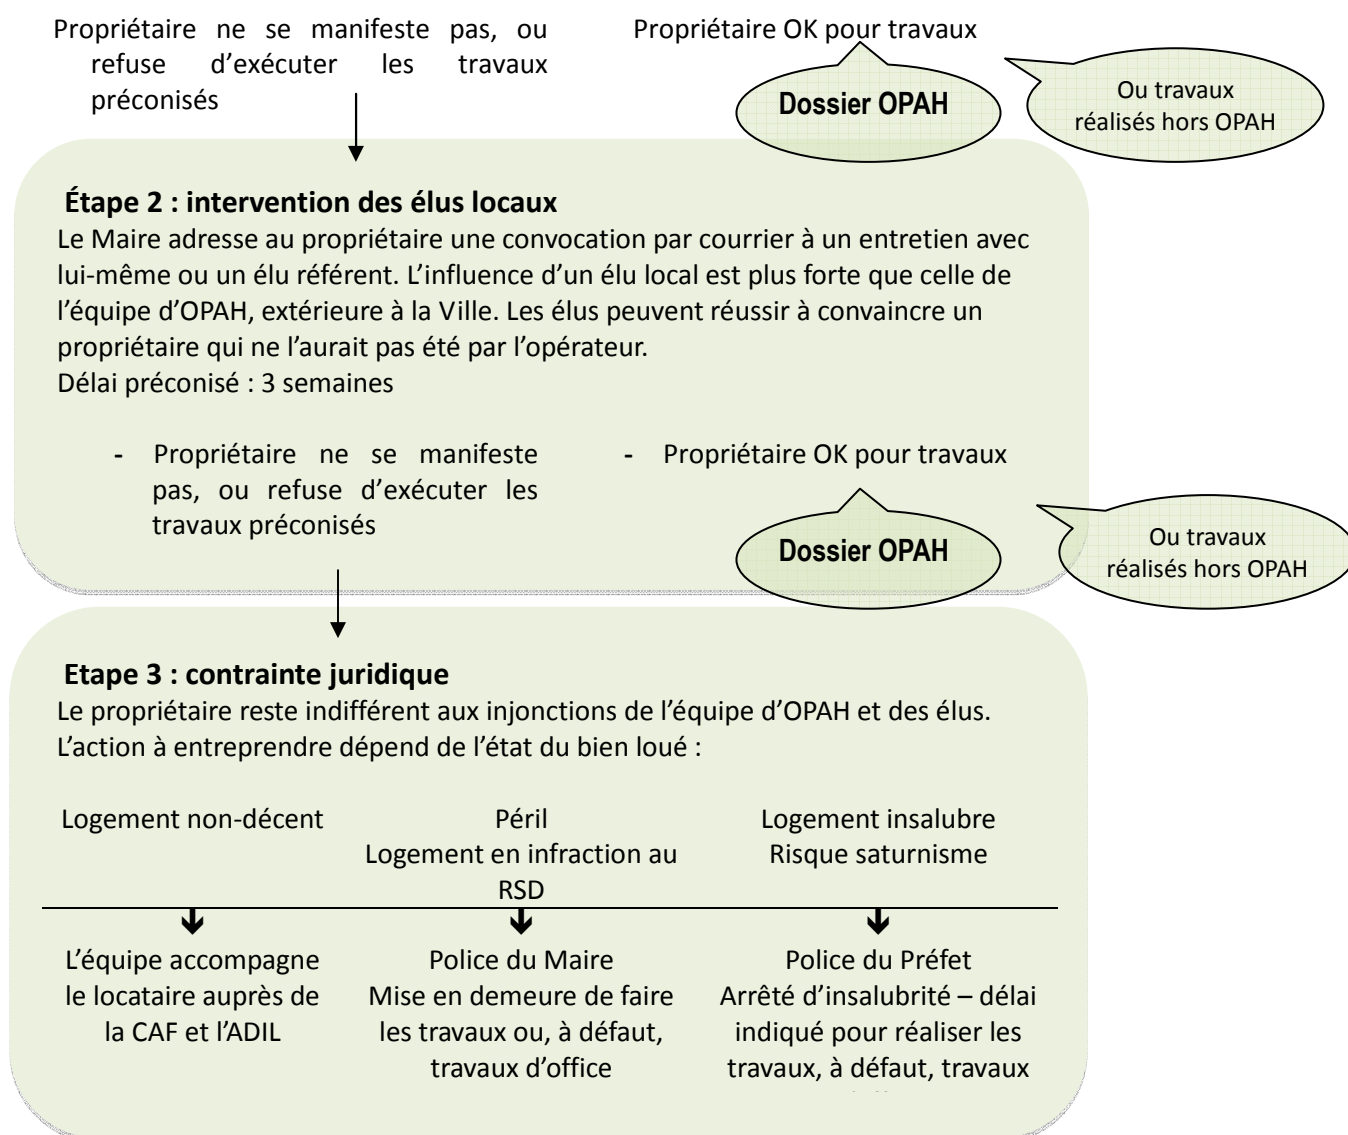 Propriétaire ne se manifeste pas, ou
refuse d'exécuter les travaux
préconisés
Propriétaire OK pour travaux
Dossier OPAH
Ou travaux
réalisés hors OPAH
Étape 2 : intervention des élus locaux
Le Maire adresse au propriétaire une convocation par courrier à un entretien avec
lui-même ou un élu référent. L'influence d'un élu local est plus forte que celle de
l'équipe d'OPAH, extérieure à la Ville. Les élus peuvent réussir à convaincre un
propriétaire qui ne l'aurait pas été par l'opérateur.
Délai préconisé : 3 semaines
- Propriétaire ne se manifeste
pas, ou refuse d'exécuter les
travaux préconisés
- Propriétaire OK pour travaux
Dossier OPAH
Ou travaux
réalisés hors OPAH
Etape 3 : contrainte juridique
Le propriétaire reste indifférent aux injonctions de l'équipe d'OPAH et des élus.
L'action à entreprendre dépend de l'état du bien loué :
Logement non-décent
Péril
Logement en infraction au
RSD
Logement insalubre
Risque saturnisme
L'équipe accompagne
le locataire auprès de
la CAF et l'ADIL
Police du Maire
Mise en demeure de faire
les travaux ou, à défaut,
travaux d'office
Police du Préfet
Arrêté d'insalubrité – délai
indiqué pour réaliser les
travaux, à défaut, travaux